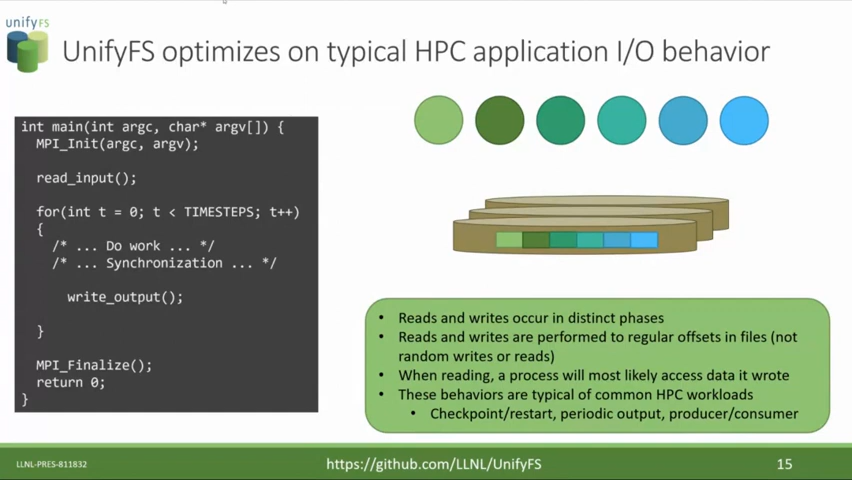 unifyFS
UnifyFS optimizes on typical HPC application I/O behavior
int main(int argc, char* argv[]) {
MPI_Init(argc, argv);
read_input();
for(int t = 0; t < TIMESTEPS; t++)
{
/* ... Do work ... */
/* ... Synchronization ... */
write_output();
}
MPI_Finalize();
return 0;
}
• Reads and writes occur in distinct phases
• Reads and writes are performed to regular offsets in files (not
random writes or reads)
• When reading, a process will most likely access data it wrote
• These behaviors are typical of common HPC workloads
• Checkpoint/restart, periodic output, producer/consumer
LLNL-PRES-811832
https://github.com/LLNL/UnifyFS
15